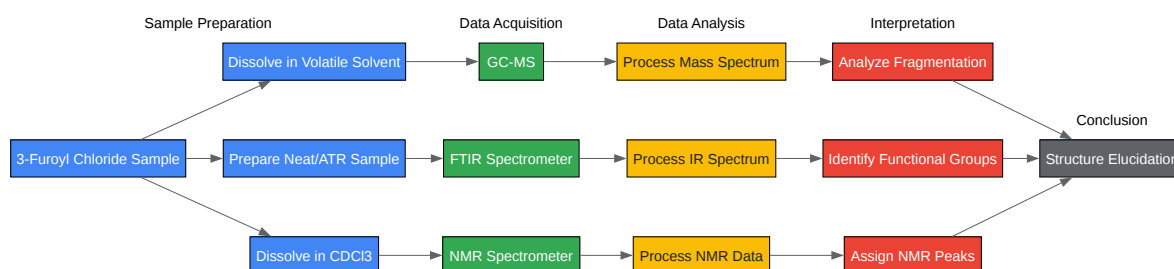 Sample Preparation
Data Acquisition
Data Analysis
Interpretation
Dissolve in Volatile Solvent
GC-MS
Process Mass Spectrum
Analyze Fragmentation
Conclusion
3-Furoyl Chloride Sample
Prepare Neat/ATR Sample
FTIR Spectrometer
Process IR Spectrum
Identify Functional Groups
Structure Elucidation
Dissolve in CDCl3
NMR Spectrometer
Process NMR Data
Assign NMR Peaks